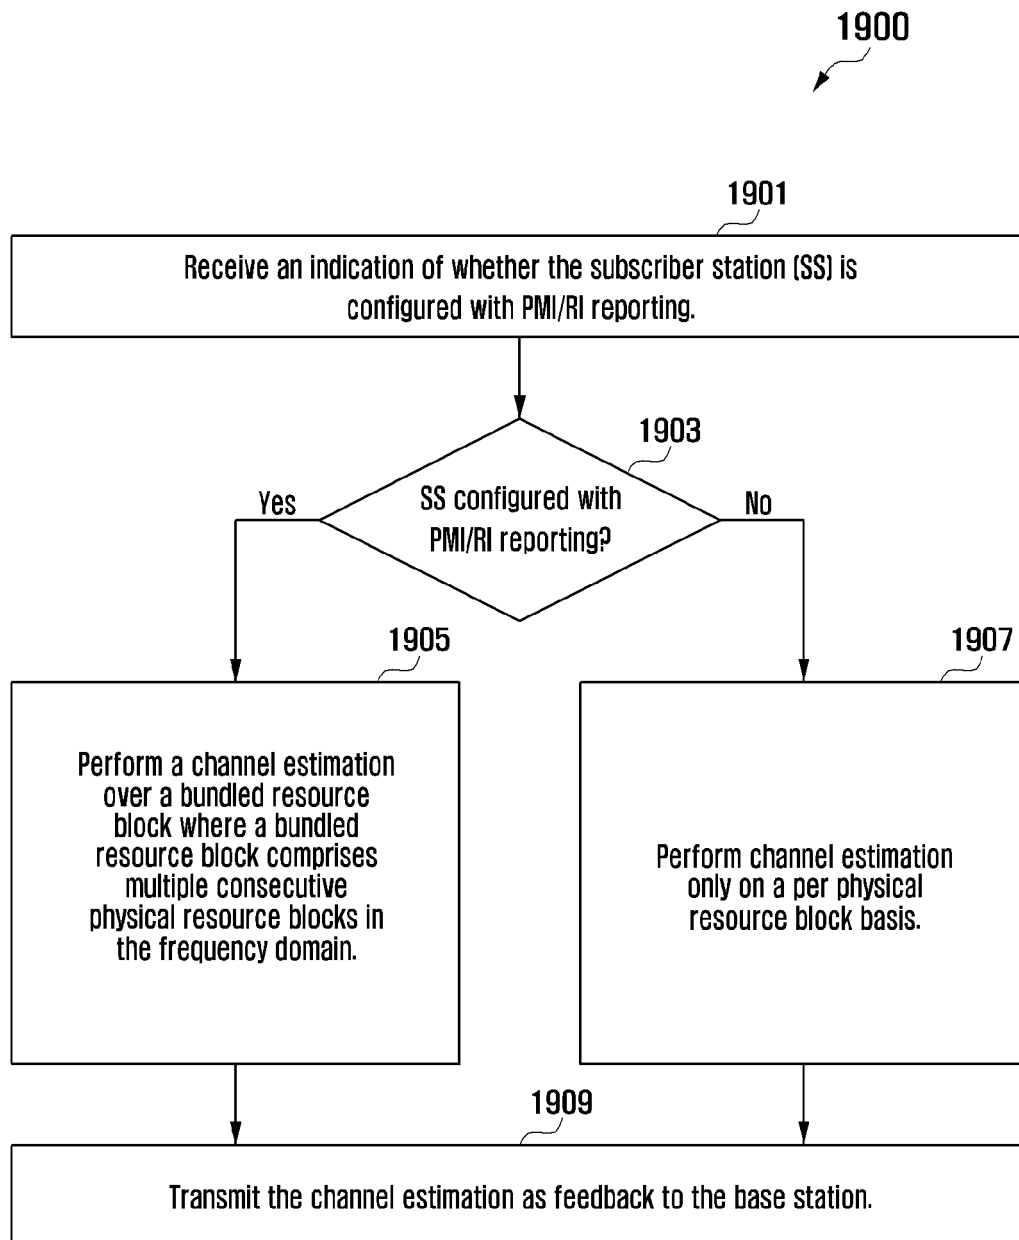 1900
1901
Receive an indication of whether the subscriber station (SS) is
configured with PMI/RI reporting.
1903
SS configured with
PMI/RI reporting?
Yes
No
1905
Perform a channel estimation
over a bundled resource
block where a bundled
resource block comprises
multiple consecutive
physical resource blocks in
the frequency domain.
1907
Perform channel estimation
only on a per physical
resource block basis.
1909
Transmit the channel estimation as feedback to the base station.